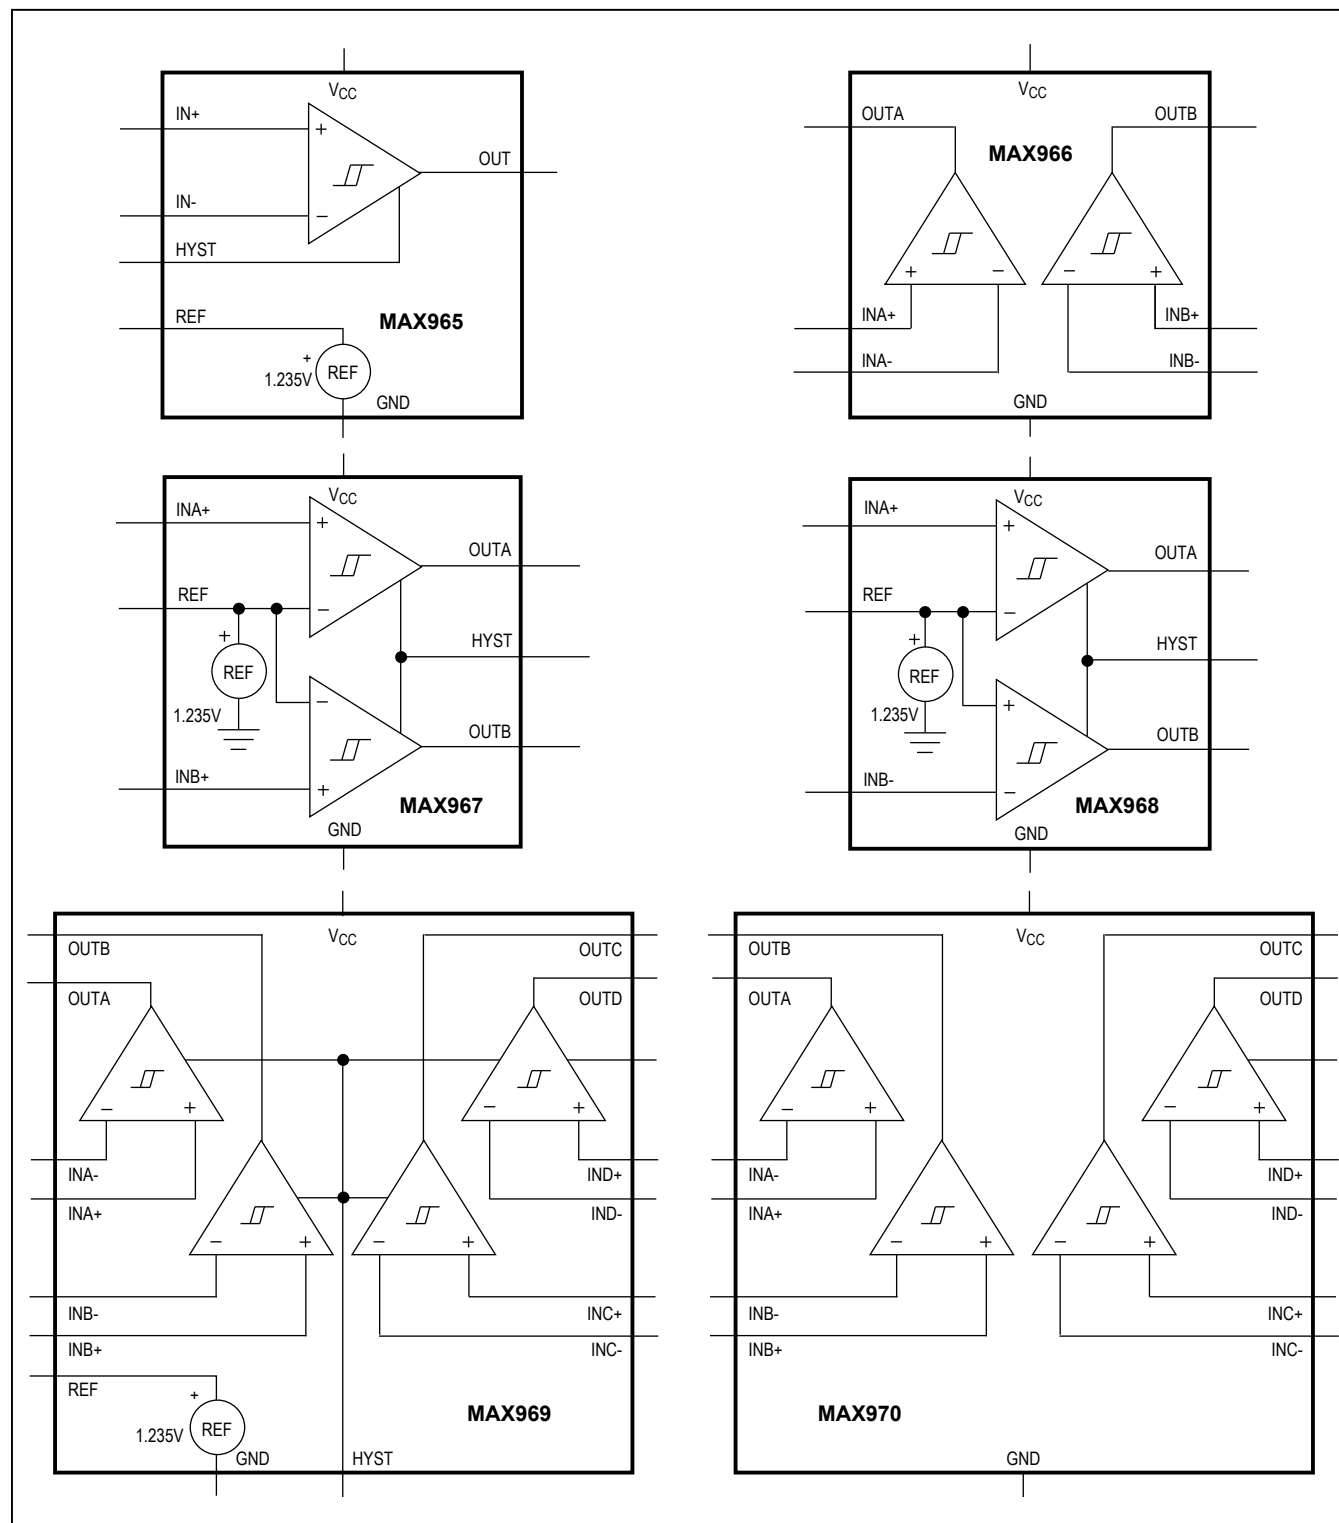 VCC
IN+
+
OUT
IN-
−
HYST
REF
MAX965
+
1.235V
REF
GND
VCC
OUTA
OUTB
MAX966
+
−
−
+
INA+
INB+
INA-
INB-
GND
VCC
INA+
+
OUTA
REF
−
+
HYST
REF
1.235V
−
OUTB
INB+
+
MAX967
GND
VCC
INA+
+
OUTA
REF
−
+
HYST
REF
1.235V
+
OUTB
INB-
−
MAX968
GND
VCC
OUTB
OUTC
OUTA
OUTD
−
+
−
+
INA-
IND+
INA+
IND-
−
+
−
+
INB-
INC+
INB+
INC-
REF
+
MAX969
1.235V
REF
GND
HYST
VCC
OUTB
OUTC
OUTA
OUTD
−
+
−
+
INA-
IND+
INA+
IND-
−
+
−
+
INB-
INC+
INB+
INC-
MAX970
GND